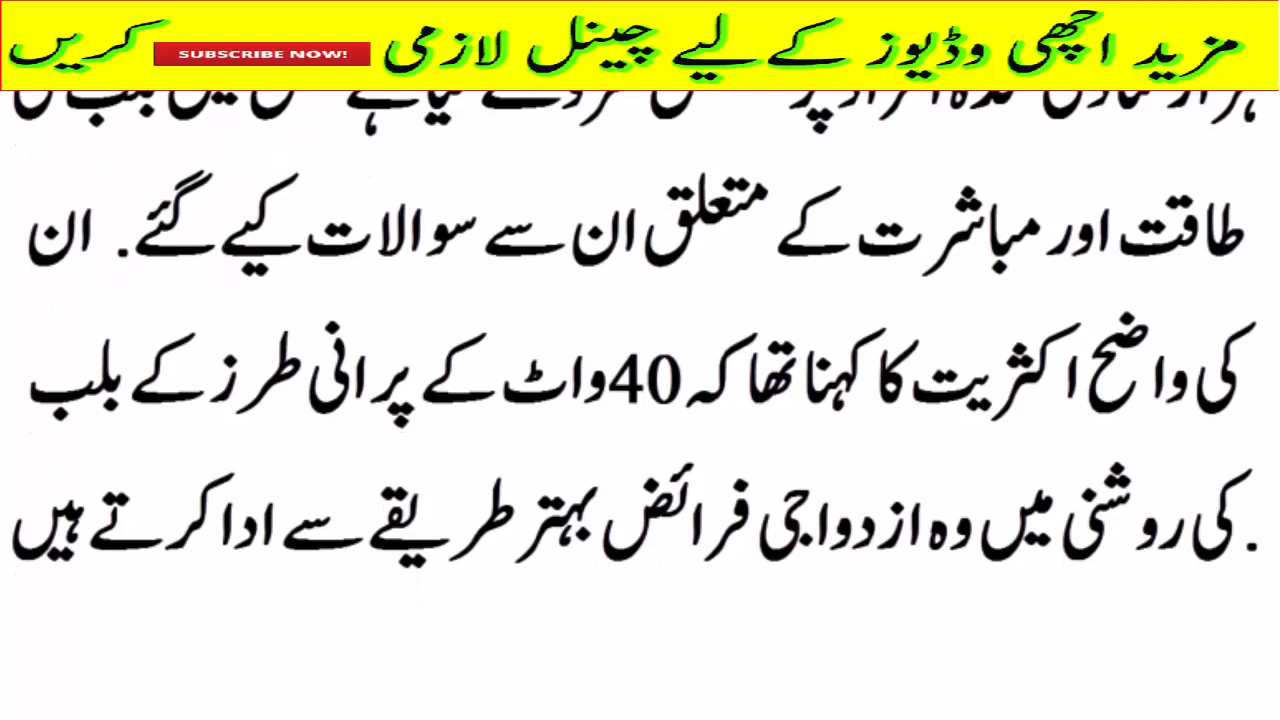 مزید اچھی وڈیوز کے لیے چینل لازمی SUBSCRIBE NOW! کریں
طاقت اور مباشرت کے متعلق ان سے سوالات کیے گئے. ان
کی واضح اکثریت کا کہنا تھا کہ 40 واٹ کے پرانی طرز کے بلب
کی روشنی میں وہ ازدواجی فرائض بہتر طریقے سے ادا کرتے ہیں.